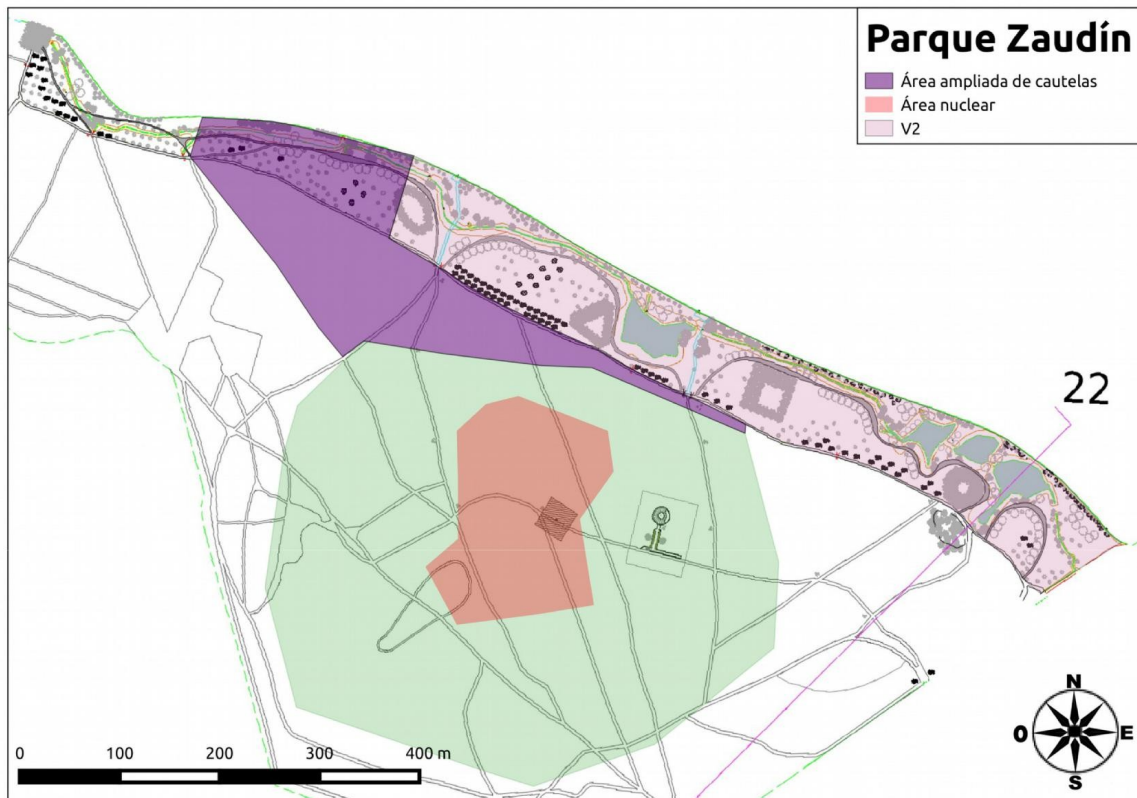 Parque Zaudín
Área ampliada de cautelas
Área nuclear
V2
22
N
O
E
S
0 100 200 300 400 m